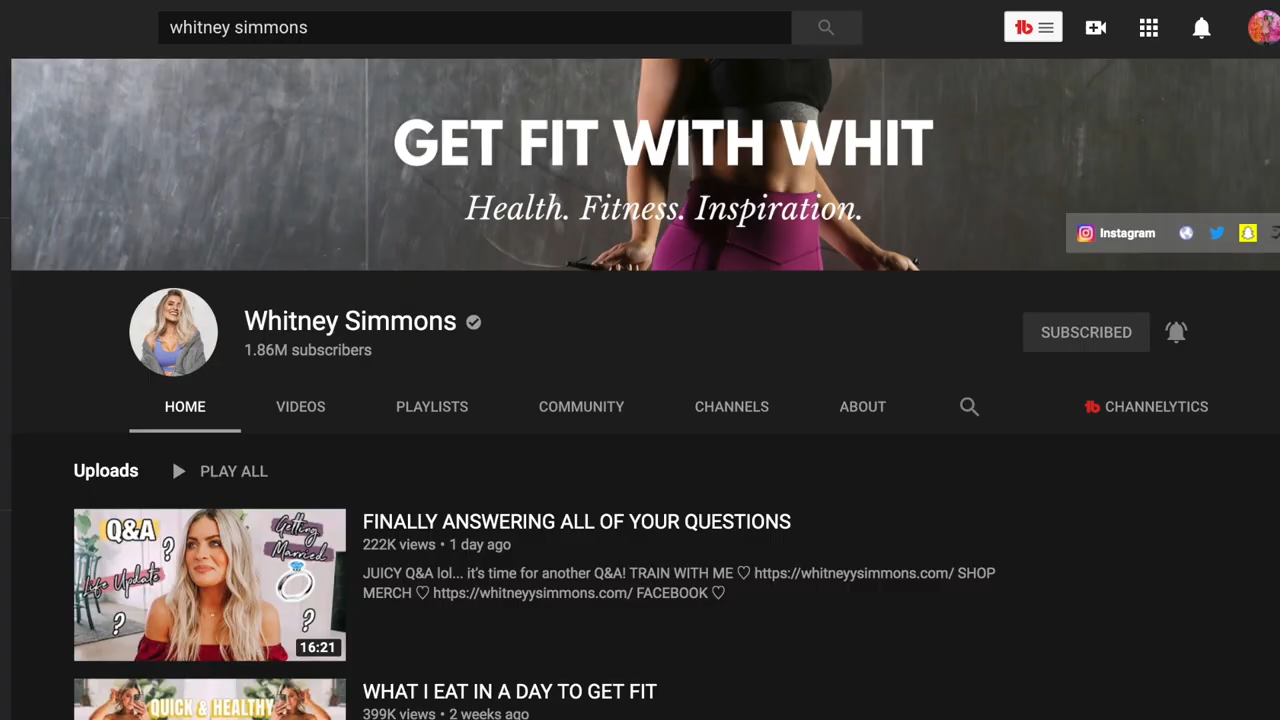 whitney simmons
GET FIT WITH WHIT
Health. Fitness. Inspiration.
Instagram
Whitney Simmons
1.86M subscribers
SUBSCRIBED
HOME
VIDEOS
PLAYLISTS
COMMUNITY
CHANNELS
ABOUT
CHANNELYTICS
Uploads
PLAY ALL
Q&A
Getting
Married
Life Update
?
?
?
16:21
FINALLY ANSWERING ALL OF YOUR QUESTIONS
222K views • 1 day ago
JUICY Q&A lol... it's time for another Q&A! TRAIN WITH ME ♡ https://whitneyysimmons.com/ SHOP
MERCH ♡ https://whitneyysimmons.com/ FACEBOOK ♡
QUICK & HEALTHY
WHAT I EAT IN A DAY TO GET FIT
399K views • 2 weeks ago